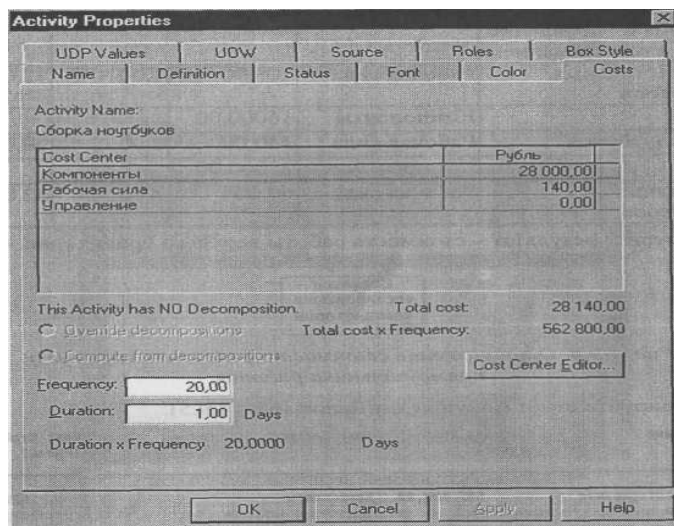 Activity Properties
UDP Values UOW Source Roles Box Style
Name Definition Status Font Color Costs
Activity Name:
Сборка ноутбуков
Cost Center Рубль
Компоненты 28 000,00
Рабочая сила 140,00
Управление 0,00
This Activity has NO Decomposition. Total cost: 28 140,00
Override decompositions Total cost x Frequency: 562 800,00
Compute from decompositions
Cost Center Editor...
Frequency: 20,00
Duration: 1,00 Days
Duration x Frequency 20,0000 Days
OK Cancel Apply Help